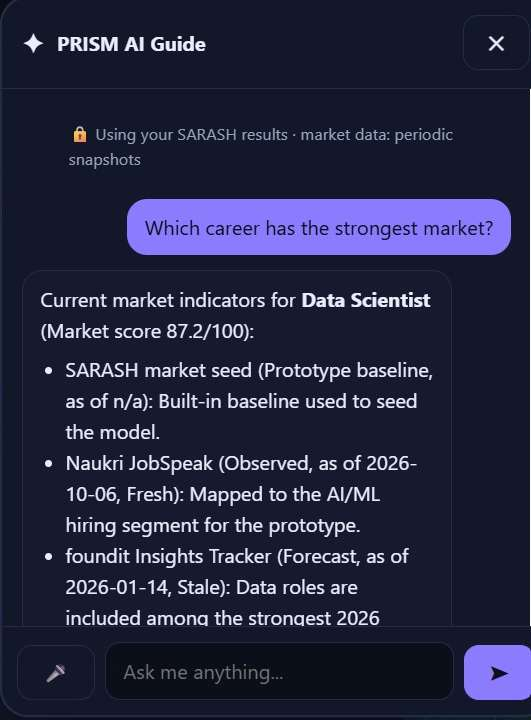 PRISM AI Guide
Using your SARASH results · market data: periodic
snapshots
Which career has the strongest market?
Current market indicators for Data Scientist
(Market score 87.2/100):
• SARASH market seed (Prototype baseline,
as of n/a): Built-in baseline used to seed
the model.
• Naukri JobSpeak (Observed, as of 2026-
10-06, Fresh): Mapped to the AI/ML
hiring segment for the prototype.
• foundit Insights Tracker (Forecast, as of
2026-01-14, Stale): Data roles are
included among the strongest 2026
Ask me anything...